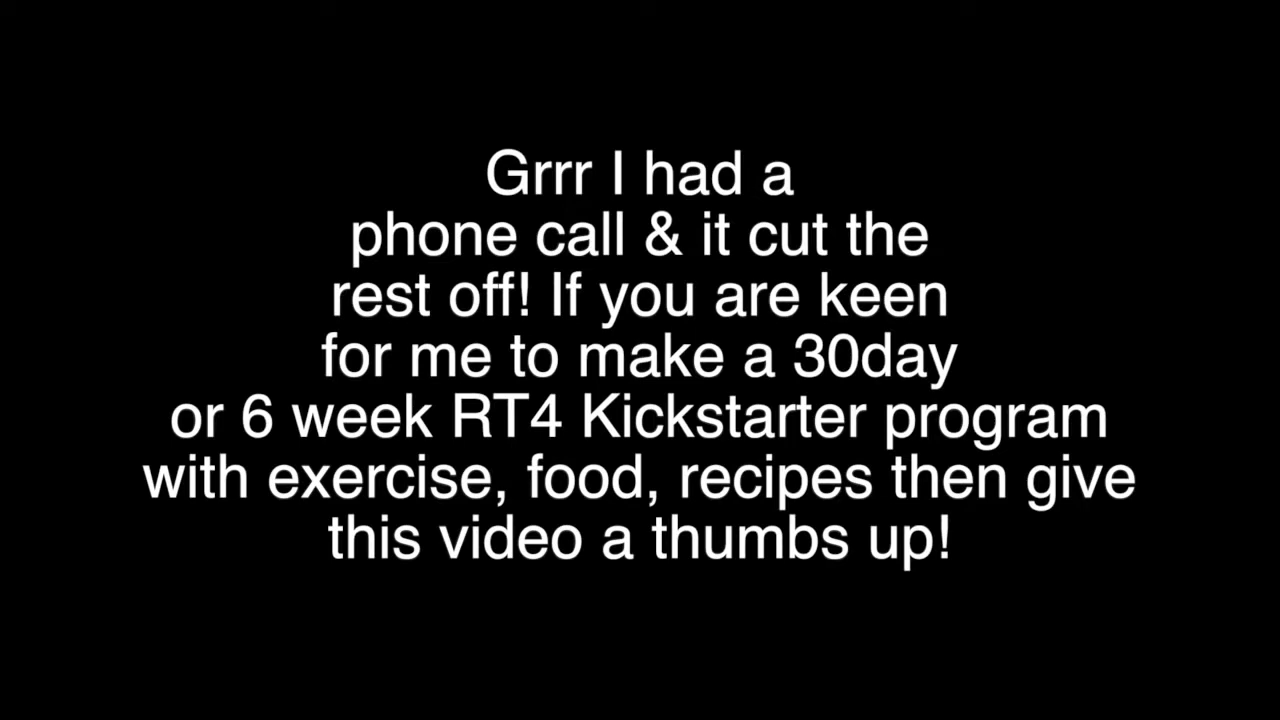 Grrr I had a
phone call & it cut the
rest off! If you are keen
for me to make a 30day
or 6 week RT4 Kickstarter program
with exercise, food, recipes then give
this video a thumbs up!